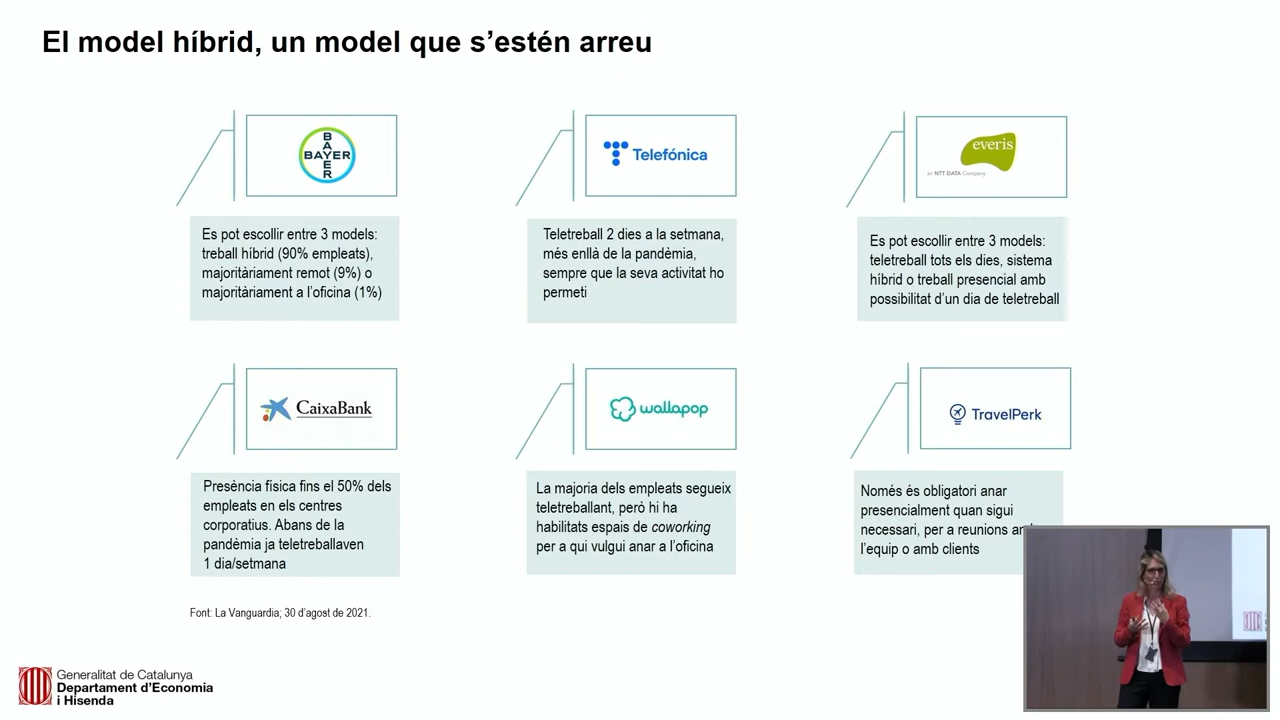 El model híbrid, un model que s’estén arreu
BAYER
BAYER
Telefónica
everis
an NTT DATA Company
Es pot escollir entre 3 models:
treball híbrid (90% empleats),
majoritàriament remot (9%) o
majoritàriament a l’oficina (1%)
Teletreball 2 dies a la setmana,
més enllà de la pandèmia,
sempre que la seva activitat ho
permeti
Es pot escollir entre 3 models:
teletreball tots els dies, sistema
híbrid o treball presencial amb
possibilitat d’un dia de teletreball
CaixaBank
wallapop
TravelPerk
Presència física fins el 50% dels
empleats en els centres
corporatius. Abans de la
pandèmia ja teletreballaven
1 dia/setmana
La majoria dels empleats segueix
teletreballant, però hi ha
habilitats espais de coworking
per a qui vulgui anar a l’oficina
Només és obligatori anar
presencialment quan sigui
necessari, per a reunions
l’equip o amb clients
Font: La Vanguardia; 30 d’agost de 2021.
Generalitat de Catalunya
Departament d’Economia
i Hisenda